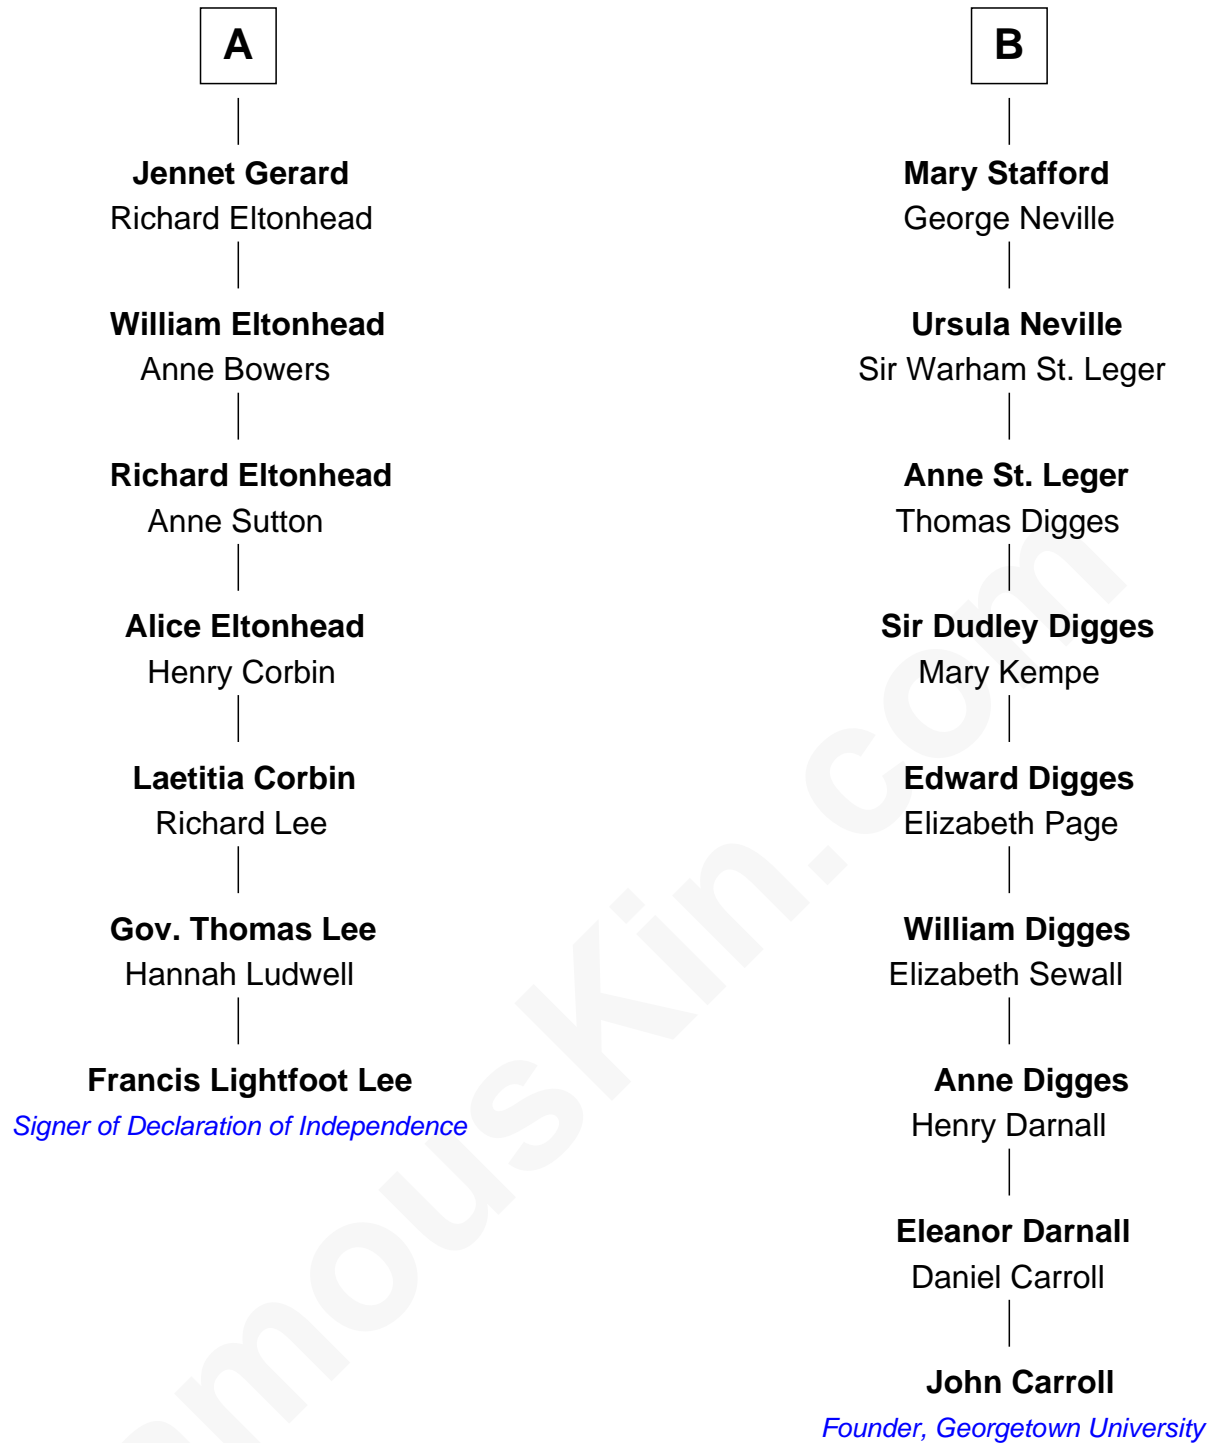 A
Jennet Gerard
Richard Eltonhead
William Eltonhead
Anne Bowers
Richard Eltonhead
Anne Sutton
Alice Eltonhead
Henry Corbin
Laetitia Corbin
Richard Lee
Gov. Thomas Lee
Hannah Ludwell
Francis Lightfoot Lee
Signer of Declaration of Independence
B
Mary Stafford
George Neville
Ursula Neville
Sir Warham St. Leger
Anne St. Leger
Thomas Digges
Sir Dudley Digges
Mary Kempe
Edward Digges
Elizabeth Page
William Digges
Elizabeth Sewall
Anne Digges
Henry Darnall
Eleanor Darnall
Daniel Carroll
John Carroll
Founder, Georgetown University
amouskin.com